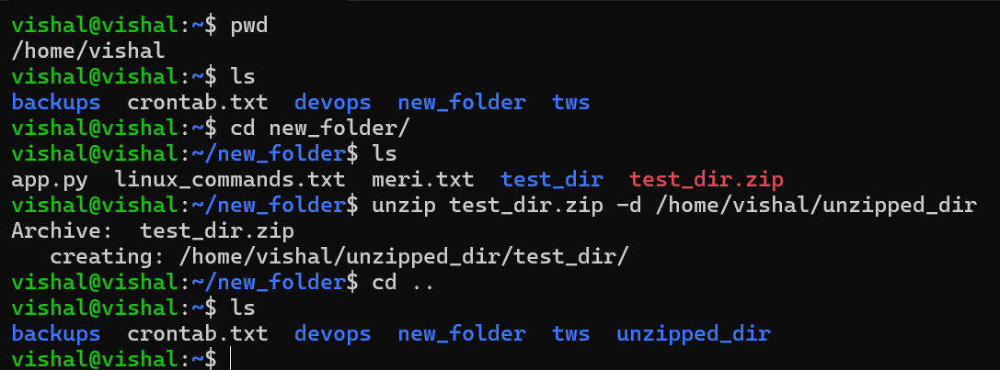 vishal@vishal:~$ pwd
/home/vishal
vishal@vishal:~$ ls
backups  crontab.txt  devops  new_folder  tws
vishal@vishal:~$ cd new_folder/
vishal@vishal:~/new_folder$ ls
app.py  linux_commands.txt  meri.txt  test_dir  test_dir.zip
vishal@vishal:~/new_folder$ unzip test_dir.zip -d /home/vishal/unzipped_dir
Archive:  test_dir.zip
   creating: /home/vishal/unzipped_dir/test_dir/
vishal@vishal:~/new_folder$ cd ..
vishal@vishal:~$ ls
backups  crontab.txt  devops  new_folder  tws  unzipped_dir
vishal@vishal:~$